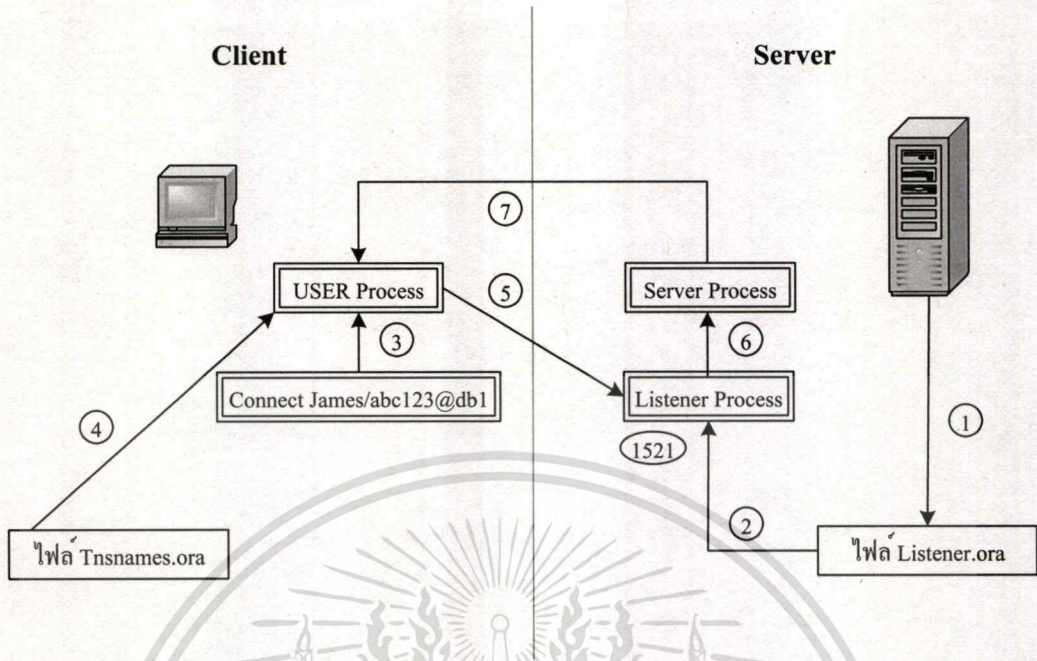 Client
Server
7
USER Process
5
Server Process
3
6
Connect James/abc123@db1
Listener Process
4
1521
1
2
ไฟล์ Tnsnames.ora
ไฟล์ Listener.ora